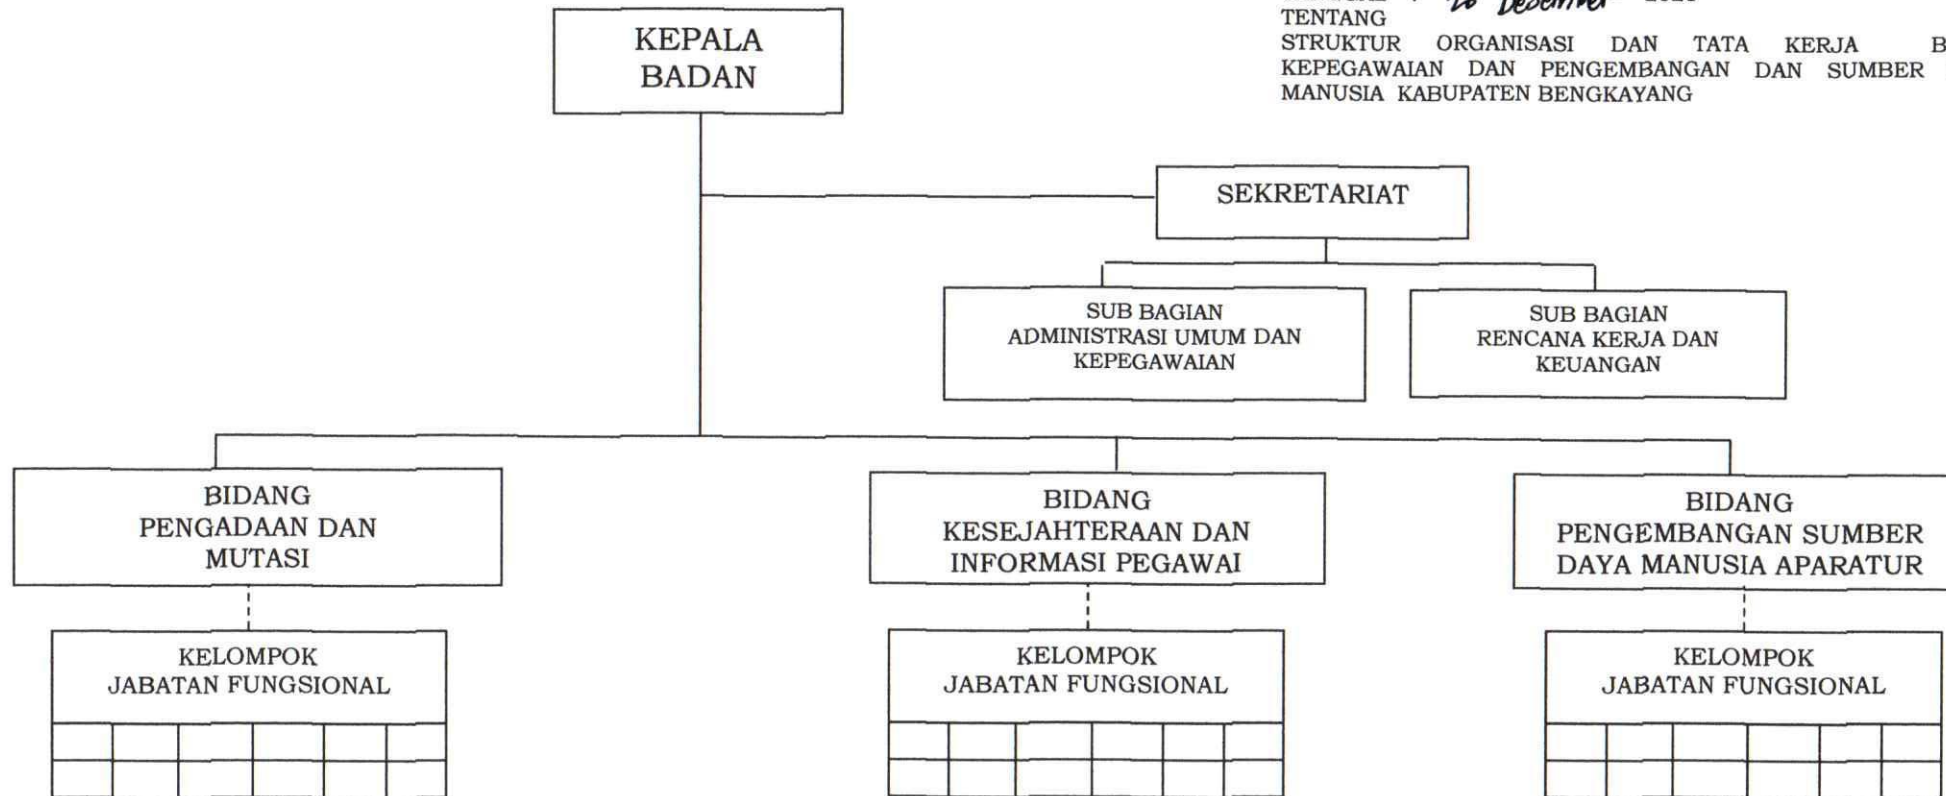 TENTANG
STRUKTUR ORGANISASI DAN TATA KERJA
KEPEGAWAIAN DAN PENGEMBANGAN DAN SUMBER
MANUSIA KABUPATEN BENGKAYANG
KEPALA
BADAN
SEKRETARIAT
SUB BAGIAN
ADMINISTRASI UMUM DAN
KEPEGAWAIAN
SUB BAGIAN
RENCANA KERJA DAN
KEUANGAN
BIDANG
PENGADAAN DAN
MUTASI
BIDANG
KESEJAHTERAAN DAN
INFORMASI PEGAWAI
BIDANG
PENGEMBANGAN SUMBER
DAYA MANUSIA APARATUR
KELOMPOK
JABATAN FUNGSIONAL
KELOMPOK
JABATAN FUNGSIONAL
KELOMPOK
JABATAN FUNGSIONAL